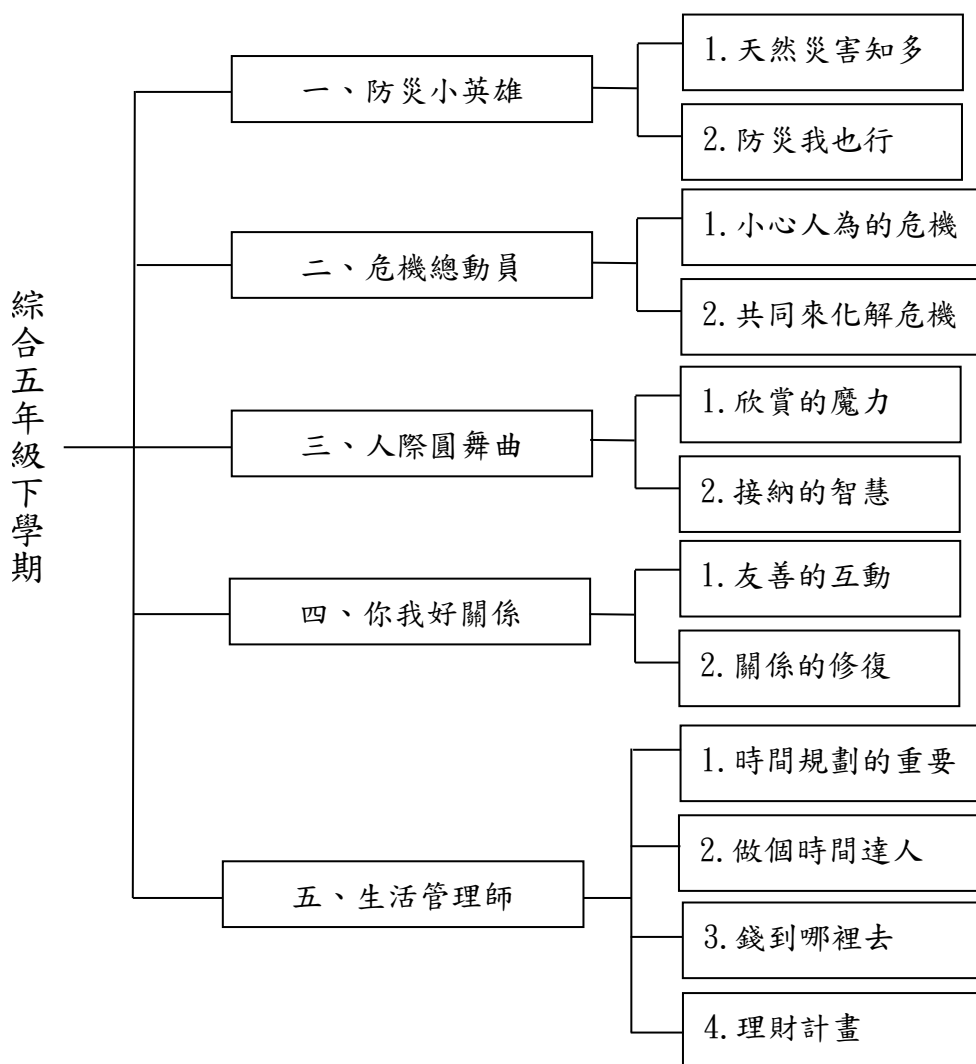 綜合五年級下學期
一、防災小英雄
1.天然災害知多
2.防災我也行
二、危機總動員
1.小心人為的危機
2.共同來化解危機
三、人際圓舞曲
1.欣賞的魔力
2.接納的智慧
四、你我好關係
1.友善的互動
2.關係的修復
五、生活管理師
1.時間規劃的重要
2.做個時間達人
3.錢到哪裡去
4.理財計畫